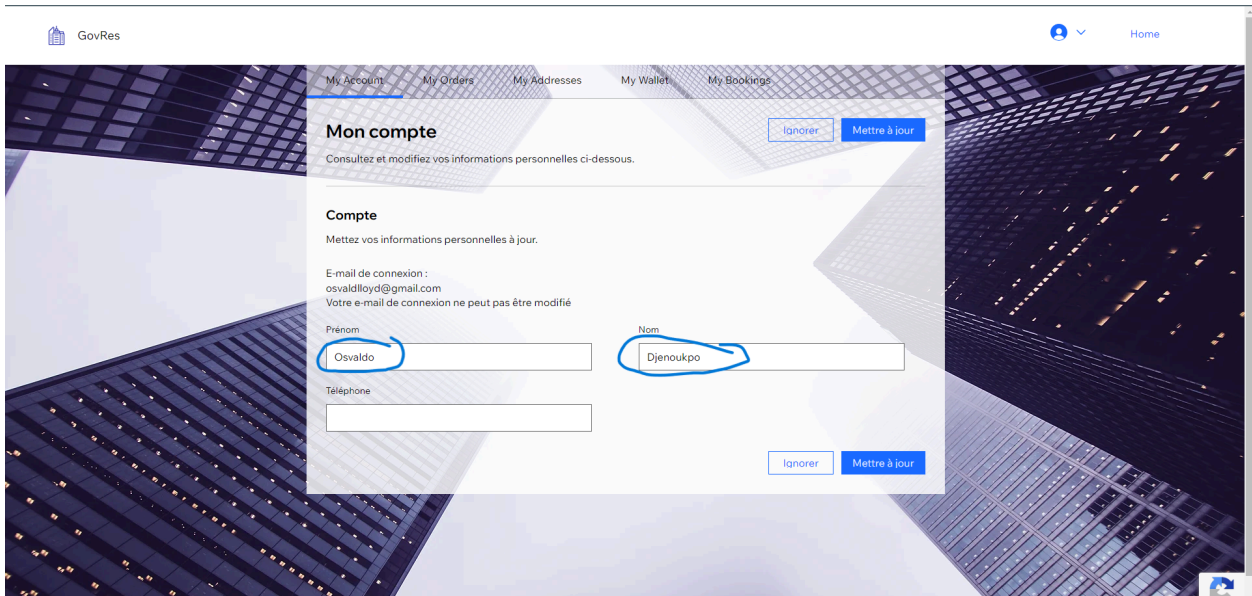 GovRes
Home
My Account My Orders My Addresses My Wallet My Bookings
Mon compte
Ignorer Mettre à jour
Consultez et modifiez vos informations personnelles ci-dessous.
Compte
Mettez vos informations personnelles à jour.
E-mail de connexion :
osvaldlloyd@gmail.com
Votre e-mail de connexion ne peut pas être modifié
Prénom Nom
Osvaldo Djenoukpo
Téléphone
Ignorer Mettre à jour